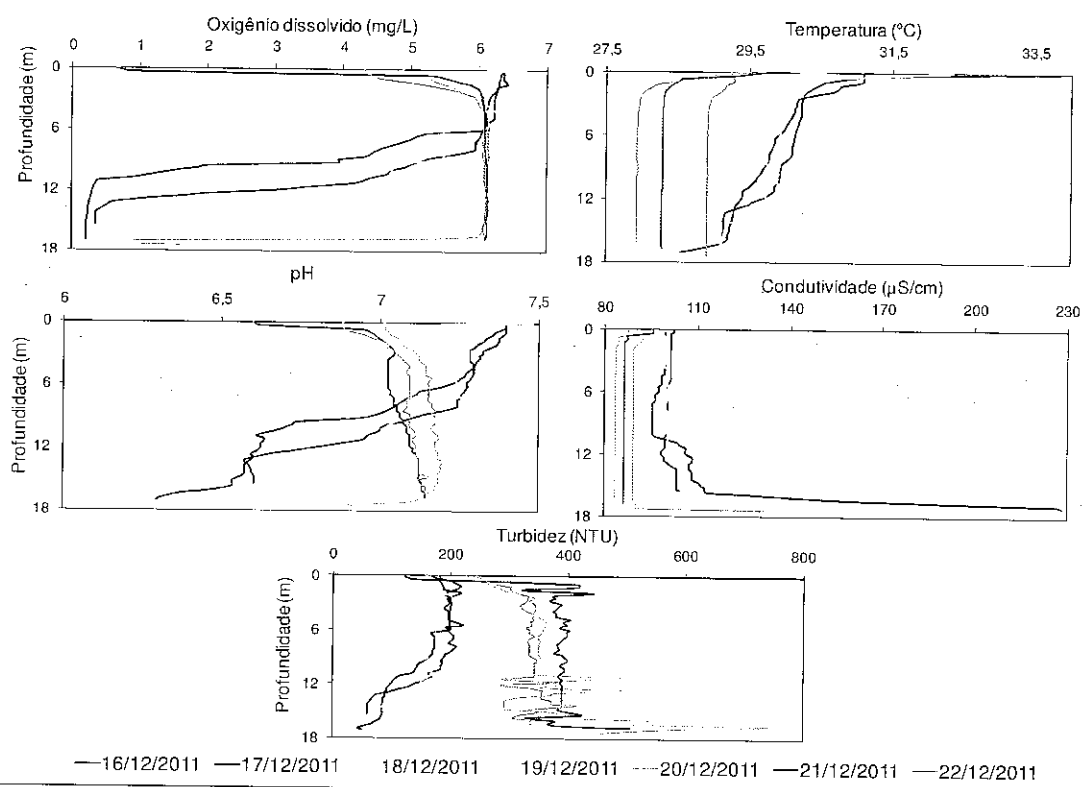 Oxigênio dissolvido (mg/L)
0 1 2 3 4 5 6 7
Profundidade (m)
0
6
12
18
Temperatura (ºC)
27,5 29,5 31,5 33,5
0
6
12
18
pH
6 6,5 7 7,5
Profundidade (m)
0
6
12
18
Condutividade (µS/cm)
80 110 140 170 200 230
0
6
12
18
Turbidez (NTU)
0 200 400 600 800
Profundidade (m)
0
6
12
18
16/12/2011 17/12/2011 18/12/2011 19/12/2011 20/12/2011 21/12/2011 22/12/2011